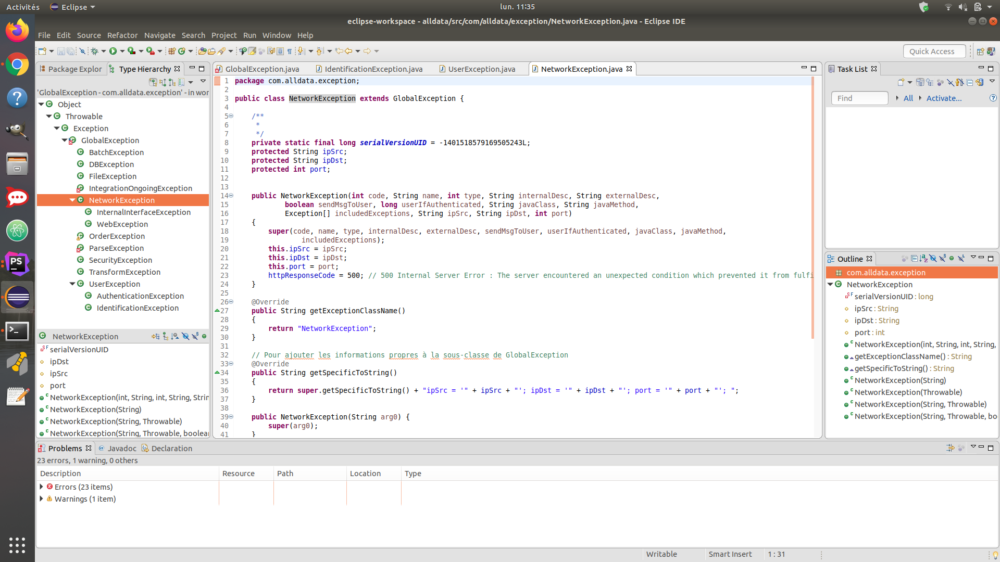 Activités
Eclipse
lun. 11:35
eclipse-workspace - alldata/src/com/alldata/exception/NetworkException.java - Eclipse IDE
File Edit Source Refactor Navigate Search Project Run Window Help
Quick Access
Package Explor
Type Hierarchy
'GlobalException - com.alldata.exception' - in wor
Object
Throwable
Exception
GlobalException
BatchException
DBException
FileException
IntegrationOngoingException
NetworkException
InternalInterfaceException
WebException
OrderException
ParseException
SecurityException
TransformException
UserException
AuthenticationException
IdentificationException
NetworkException
serialVersionUID
ipDst
ipSrc
port
NetworkException(int, String, int, String, Strin
NetworkException(String)
NetworkException(String, Throwable)
NetworkException(String, Throwable, boolean
GlobalException.java
IdentificationException.java
UserException.java
NetworkException.java
1 package com.alldata.exception;
2
3 public class NetworkException extends GlobalException {
4
5 /**
6 *
7 */
8 private static final long serialVersionUID = -1401518579169505243L;
9 protected String ipSrc;
10 protected String ipDst;
11 protected int port;
12
13
14 public NetworkException(int code, String name, int type, String internalDesc, String externalDesc,
15 boolean sendMsgToUser, long userIfAuthenticated, String javaClass, String javaMethod,
16 Exception[] includedExceptions, String ipSrc, String ipDst, int port)
17 {
18 super(code, name, type, internalDesc, externalDesc, sendMsgToUser, userIfAuthenticated, javaClass, javaMethod,
19 includedExceptions);
20 this.ipSrc = ipSrc;
21 this.ipDst = ipDst;
22 this.port = port;
23 httpResponseCode = 500; // 500 Internal Server Error : The server encountered an unexpected condition which prevented it from fulfi
24 }
25
26 @Override
27 public String getExceptionClassName()
28 {
29 return "NetworkException";
30 }
31
32 // Pour ajouter les informations propres à la sous-classe de GlobalException
33 @Override
34 public String getSpecificToString()
35 {
36 return super.getSpecificToString() + "ipSrc = '" + ipSrc + "'; ipDst = '" + ipDst + "'; port = '" + port + "'; ";
37 }
38
39 public NetworkException(String arg0) {
40 super(arg0);
41 }
Task List
Find
All
Activate...
Outline
com.alldata.exception
NetworkException
serialVersionUID : long
ipSrc : String
ipDst : String
port : int
NetworkException(int, String, int, String,
getExceptionClassName() : String
getSpecificToString() : String
NetworkException(String)
NetworkException(Throwable)
NetworkException(String, Throwable)
NetworkException(String, Throwable, bo
Problems
@ Javadoc
Declaration
23 errors, 1 warning, 0 others
Description Resource Path Location Type
Errors (23 items)
Warnings (1 item)
Writable
Smart Insert
1 : 31
PS